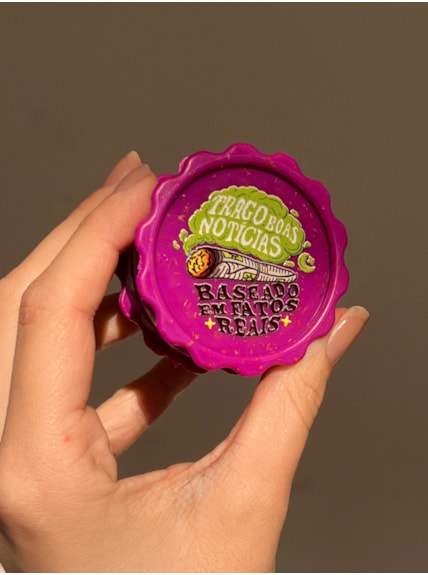 TRAGO BOAS
NOTÍCIAS
BASEADO
EM FATOS
REAIS